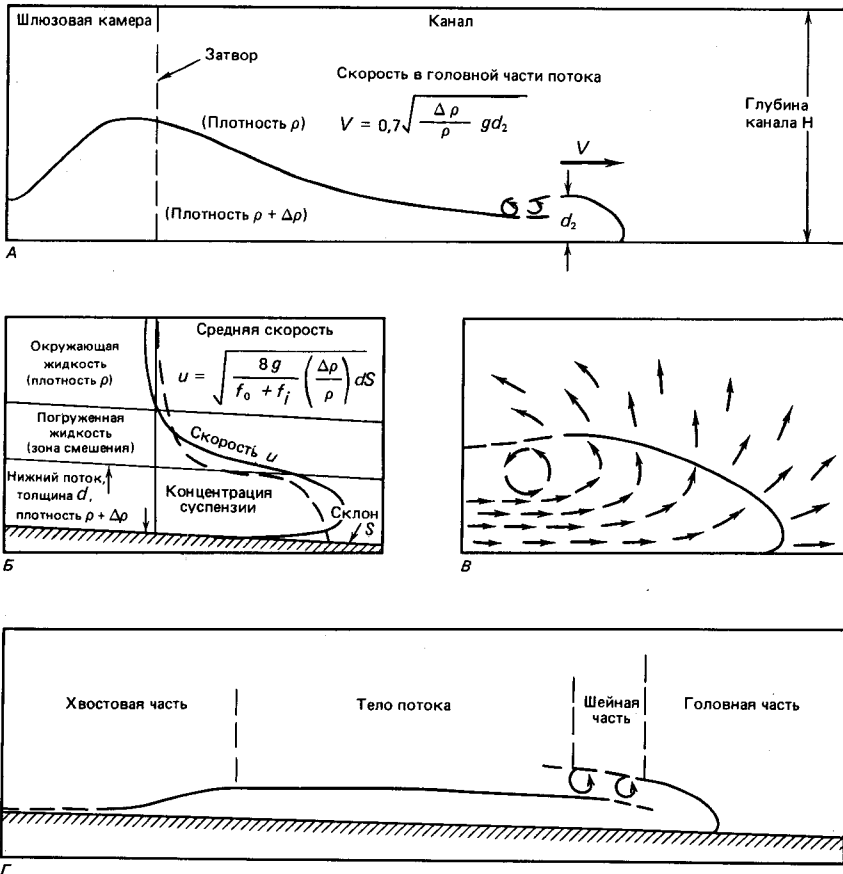 Шлюзовая камера
Канал
Затвор
Скорость в головной части потока
(Плотность ρ)
V = 0,7√(Δρ/ρ gd₂)
Глубина
канала H
V
(Плотность ρ + Δρ)
d₂
А
Окружающая
жидкость
(плотность ρ)
Средняя скорость
u = √(8g/(f₀ + fⱼ) (Δρ/ρ) dS)
Погруженная
жидкость
(зона смешения)
Скорость u
Нижний поток,
толщина d,
плотность ρ + Δρ
Концентрация
суспензии
Склон
S
Б
В
Хвостовая часть
Тело потока
Шейная
часть
Головная часть
Г